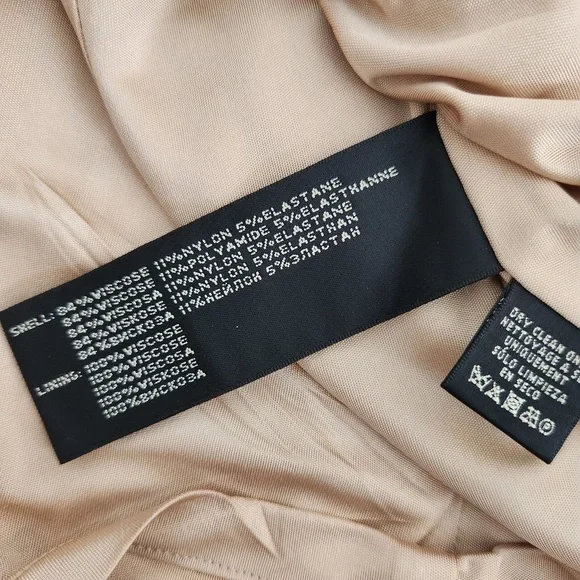 SHELL: 84%VISCOSE 11%NYLON 5%ELASTANE
84%VISCOSE 11%POLYAMIDE 5%ELASTHANNE
84%VISCOSA 11%NYLON 5%ELASTANE
84%VISKOSE 11%NYLON 5%ELASTHAN
84%ВИСКОЗА 11%НЕЙЛОН 5%ЭЛАСТАН
LINING: 100%VISCOSE
100%VISCOSE
100%VISCOSA
100%VISKOSE
100%ВИСКОЗА
DRY CLEAN
NETTOYAGE À
UNIQUEMENT
SÓLO LIMPIEZA
EN SECO